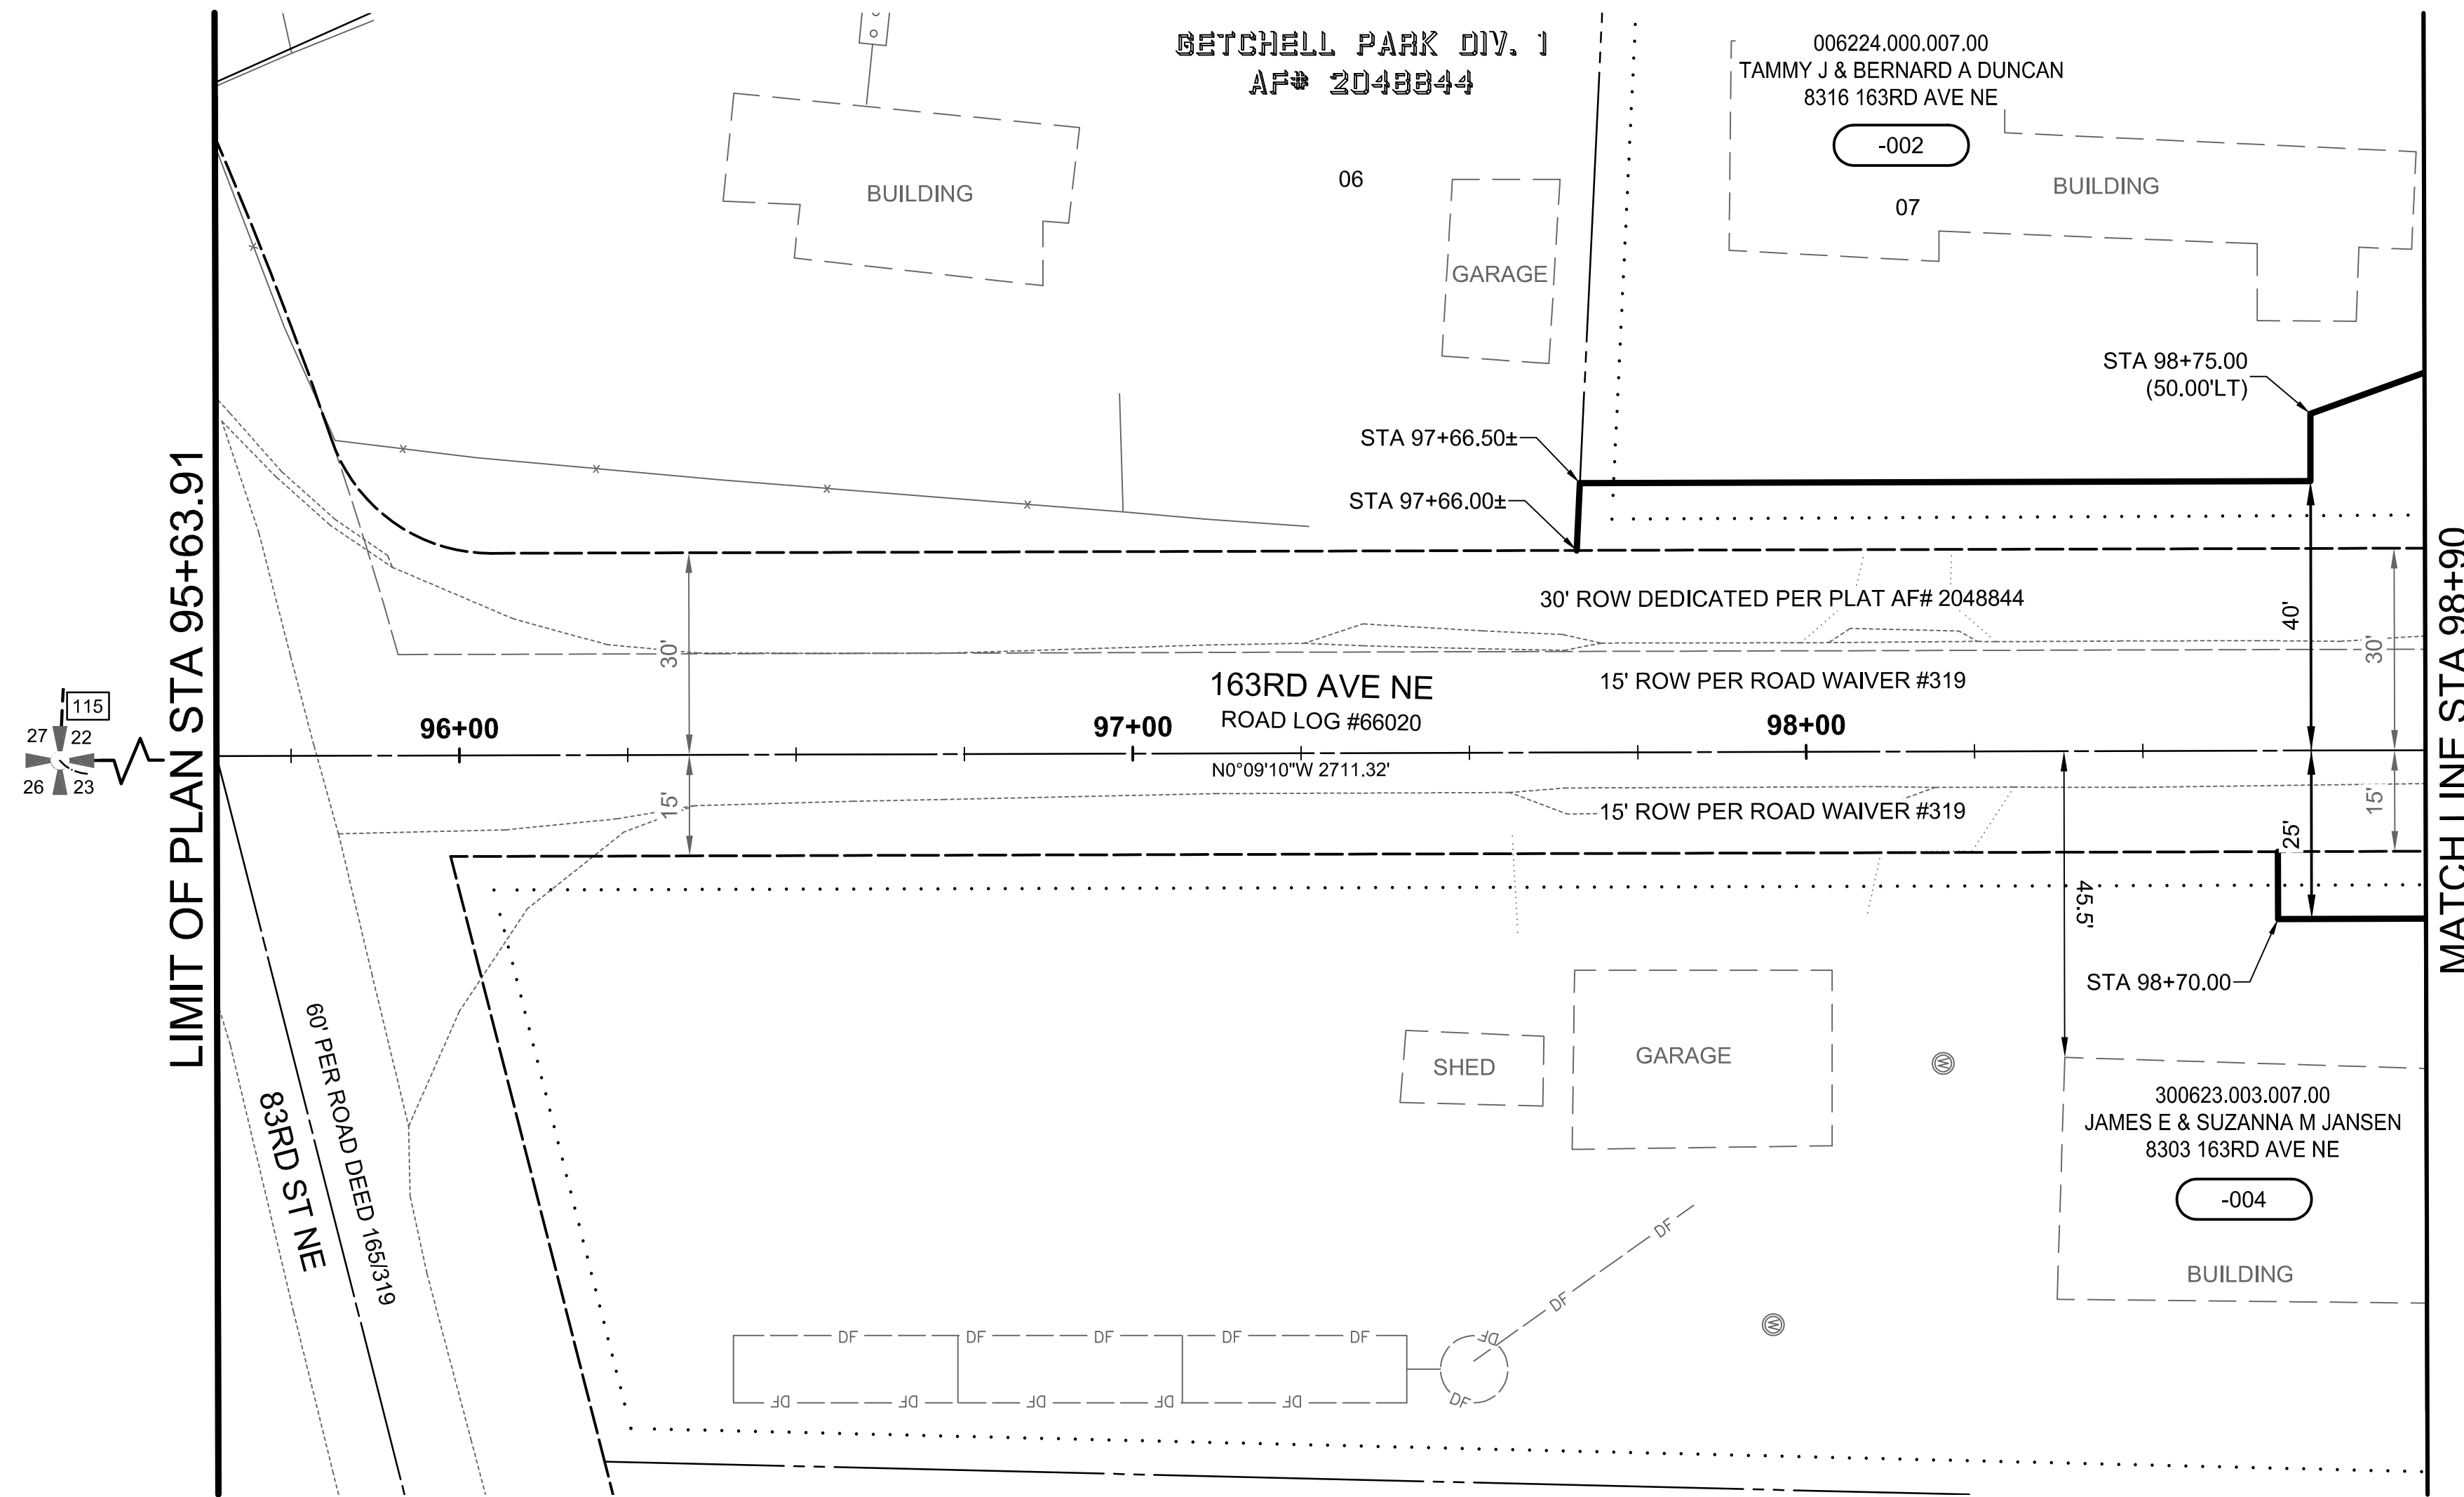 GETCHELL PARK DIV. 1
AF# 2048844
006224.000.007.00
TAMMY J & BERNARD A DUNCAN
8316 163RD AVE NE
-002
06
07
BUILDING
BUILDING
GARAGE
STA 98+75.00
(50.00'LT)
STA 97+66.50±
STA 97+66.00±
x
x
x
x
x
LIMIT OF PLAN STA 95+63.91
MATCH LINE STA 98+90
30' ROW DEDICATED PER PLAT AF# 2048844
40'
30'
30'
163RD AVE NE
ROAD LOG #66020
15' ROW PER ROAD WAIVER #319
115
27 22
26 23
96+00
97+00
98+00
N0°09'10"W 2711.32'
15'
15' ROW PER ROAD WAIVER #319
25'
15'
45.5'
STA 98+70.00
60' PER ROAD DEED 165/319
83RD ST NE
SHED
GARAGE
W
W
300623.003.007.00
JAMES E & SUZANNA M JANSEN
8303 163RD AVE NE
-004
BUILDING
DF
DF
DF DF DF DF DF DF
DF DF DF DF DF DF